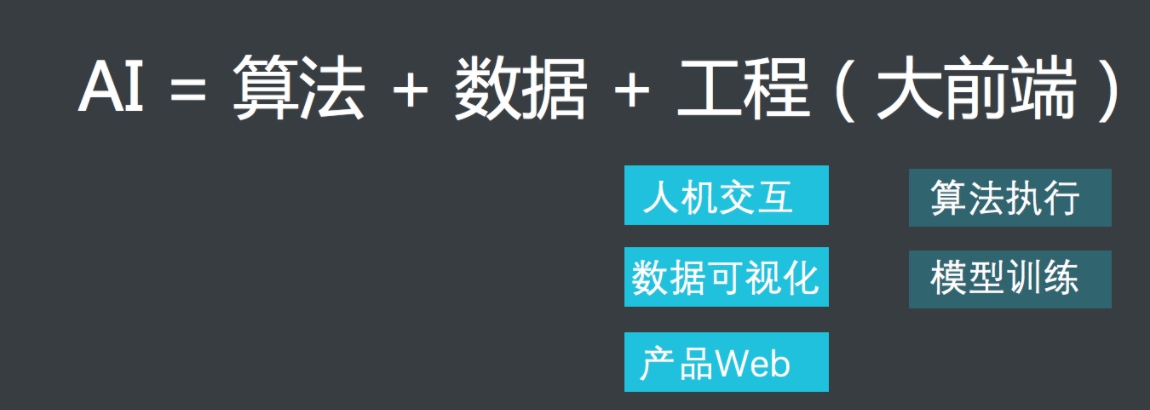 AI = 算法 + 数据 + 工程（大前端）
人机交互
算法执行
数据可视化
模型训练
产品Web